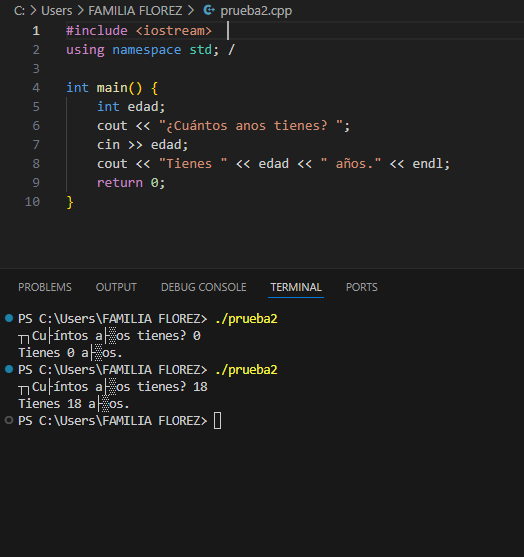 C: > Users > FAMILIA FLOREZ > prueba2.cpp
1 #include <iostream>
2 using namespace std; /
3
4 int main() {
5     int edad;
6     cout << "¿Cuántos anos tienes? ";
7     cin >> edad;
8     cout << "Tienes " << edad << " años." << endl;
9     return 0;
10 }
PROBLEMS OUTPUT DEBUG CONSOLE TERMINAL PORTS
PS C:\Users\FAMILIA FLOREZ> ./prueba2
┬┐Cu├íntos a├▒os tienes? 0
Tienes 0 a├▒os.
PS C:\Users\FAMILIA FLOREZ> ./prueba2
┬┐Cu├íntos a├▒os tienes? 18
Tienes 18 a├▒os.
PS C:\Users\FAMILIA FLOREZ>